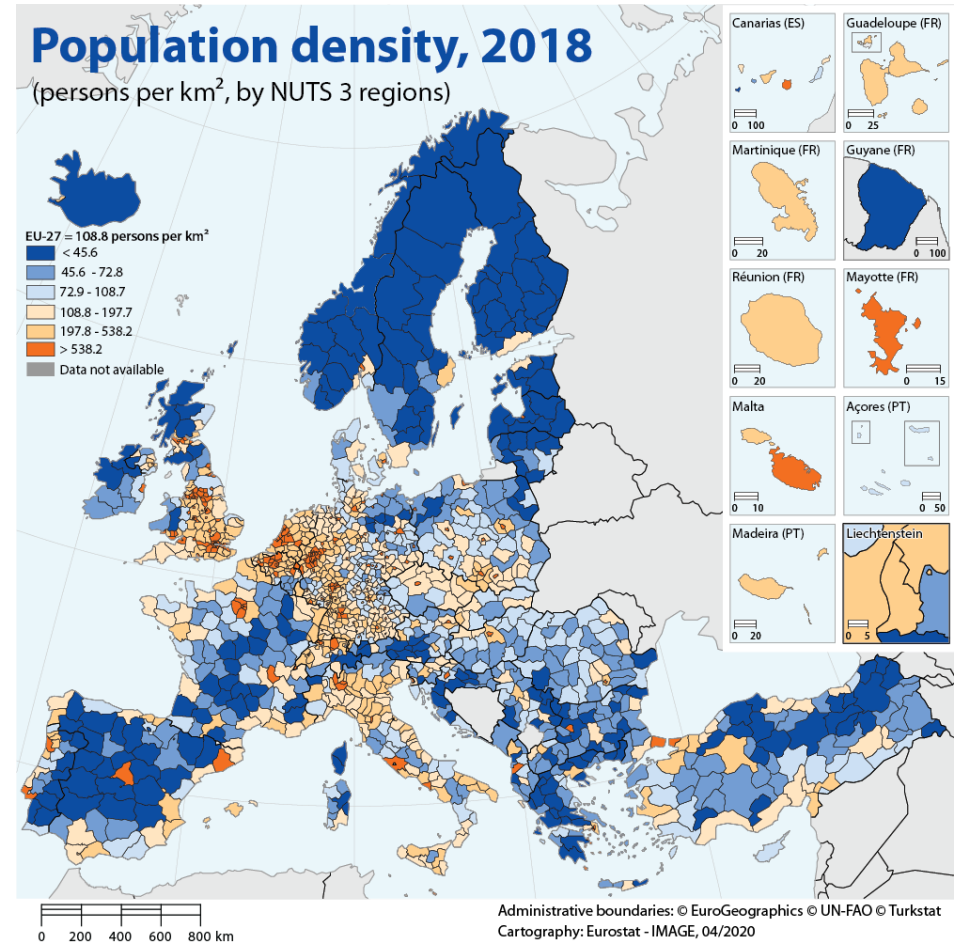 Population density, 2018
(persons per km², by NUTS 3 regions)
EU-27 = 108.8 persons per km²
< 45.6
45.6 - 72.8
72.9 - 108.7
108.8 - 197.7
197.8 - 538.2
> 538.2
Data not available
Canarias (ES)
0 100
Guadeloupe (FR)
0 25
Martinique (FR)
0 20
Guyane (FR)
0 100
Réunion (FR)
0 20
Mayotte (FR)
0 15
Malta
0 10
Açores (PT)
0 50
Madeira (PT)
0 20
Liechtenstein
0 5
0 200 400 600 800 km
Administrative boundaries: © EuroGeographics © UN-FAO © Turkstat
Cartography: Eurostat - IMAGE, 04/2020